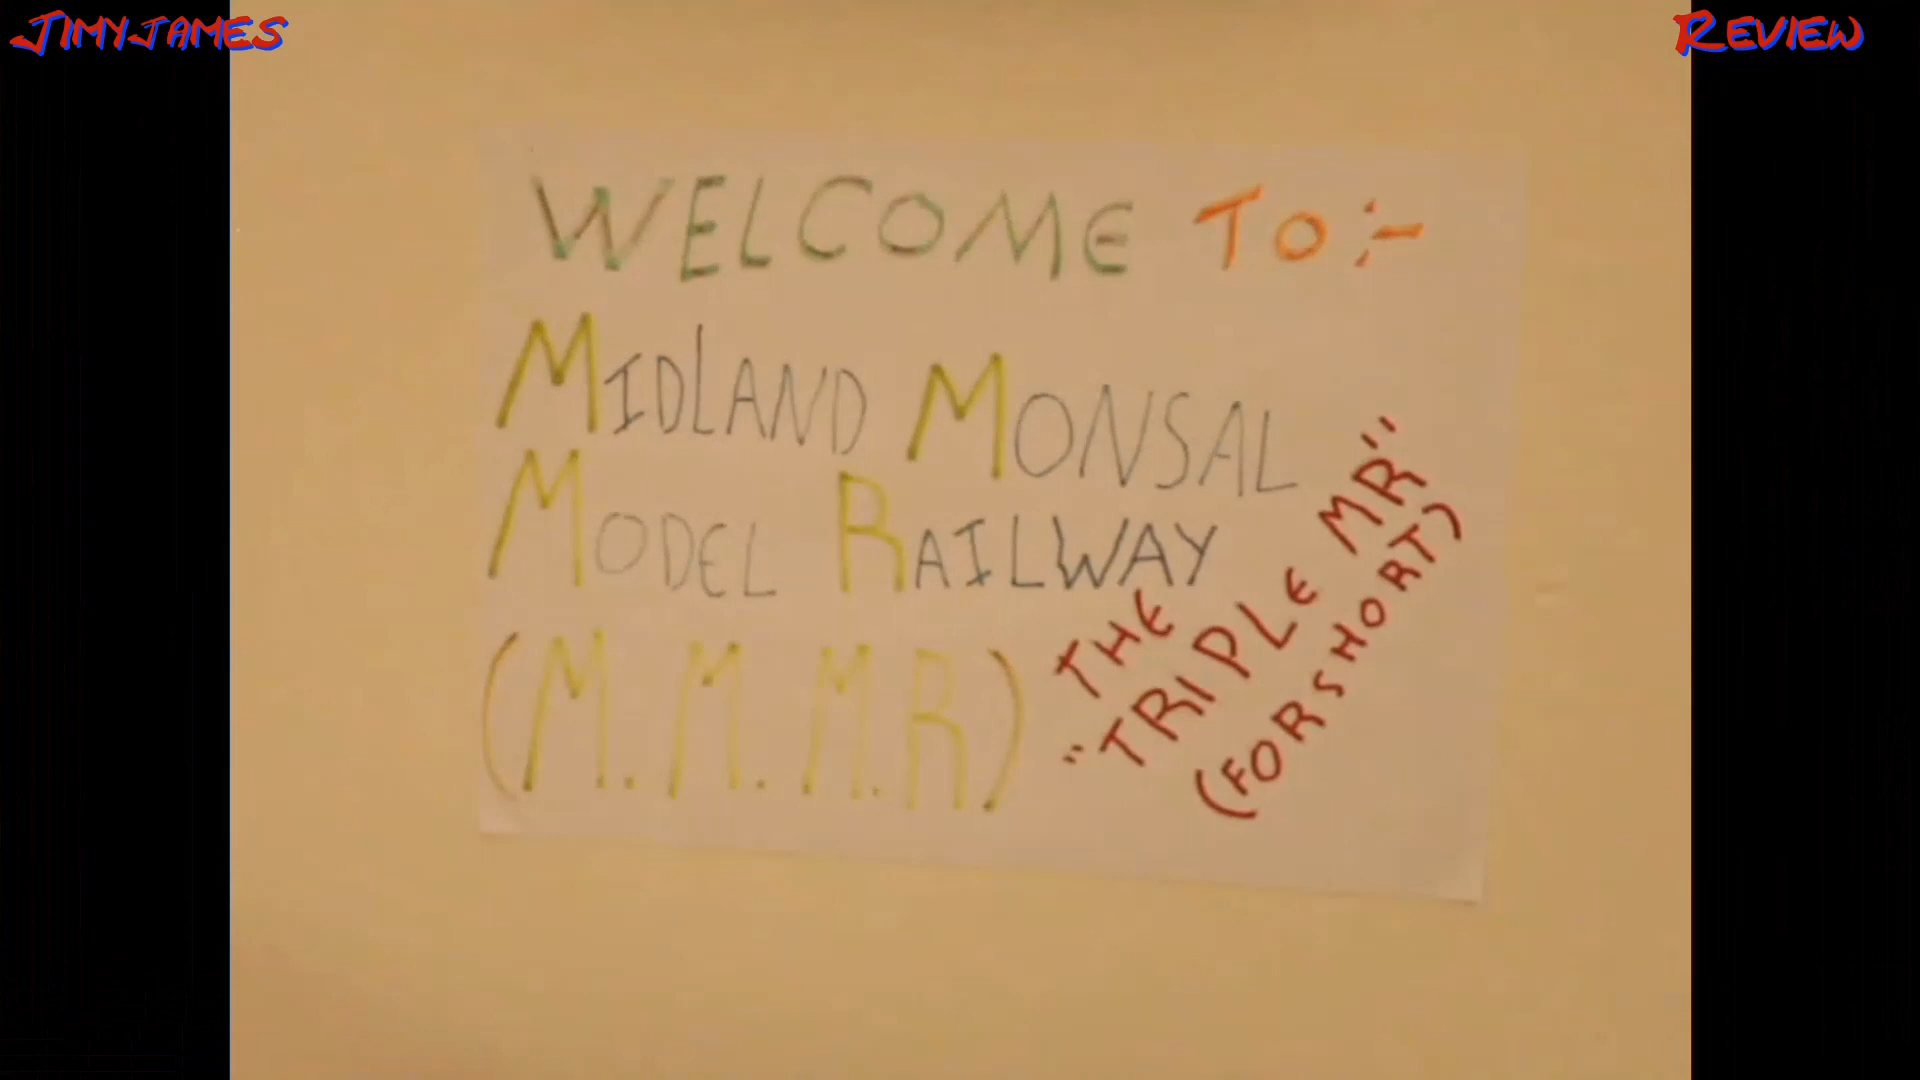 JIMYJAMES
REVIEW
WELCOME TO:-
MIDLAND MONSAL
MODEL RAILWAY
(M.M.M.R)
THE
"TRIPLE MR"
(FOR SHORT)